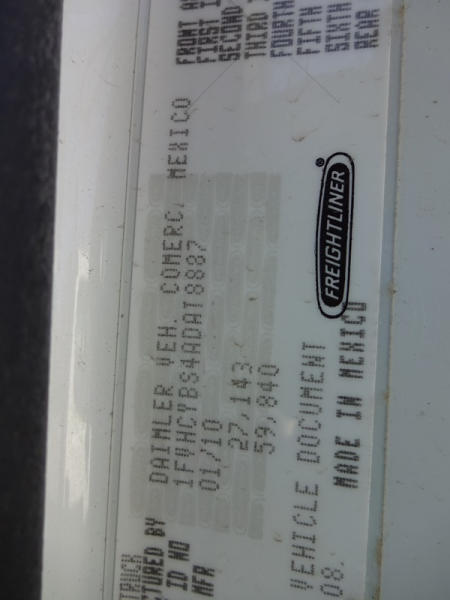 TRUCK
TURED BY DAIMLER VEH. COMERC. MEXICO
ID NO
MFR 01/10
27,143
59,840
FRONT
FIRST
SECOND
THIRD
FOURTH
FIFTH
SIXTH
REAR
FREIGHTLINER®
VEHICLE DOCUMENT
08.
MADE IN MEXICO